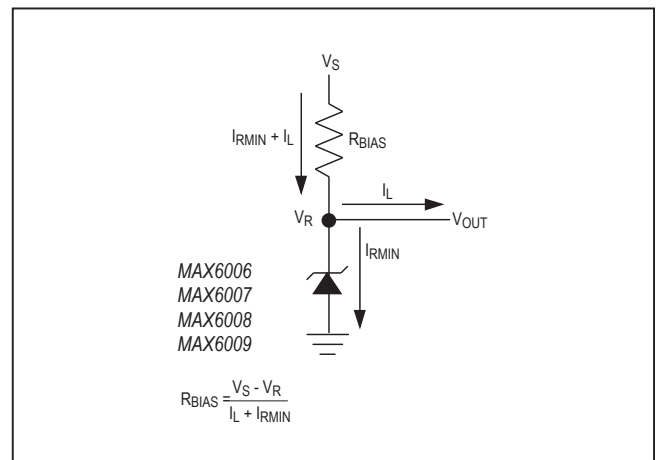 VS
IRMIN + IL
RBIAS
IL
VR
VOUT
IRMIN
MAX6006
MAX6007
MAX6008
MAX6009
RBIAS = VS - VR
IL + IRMIN